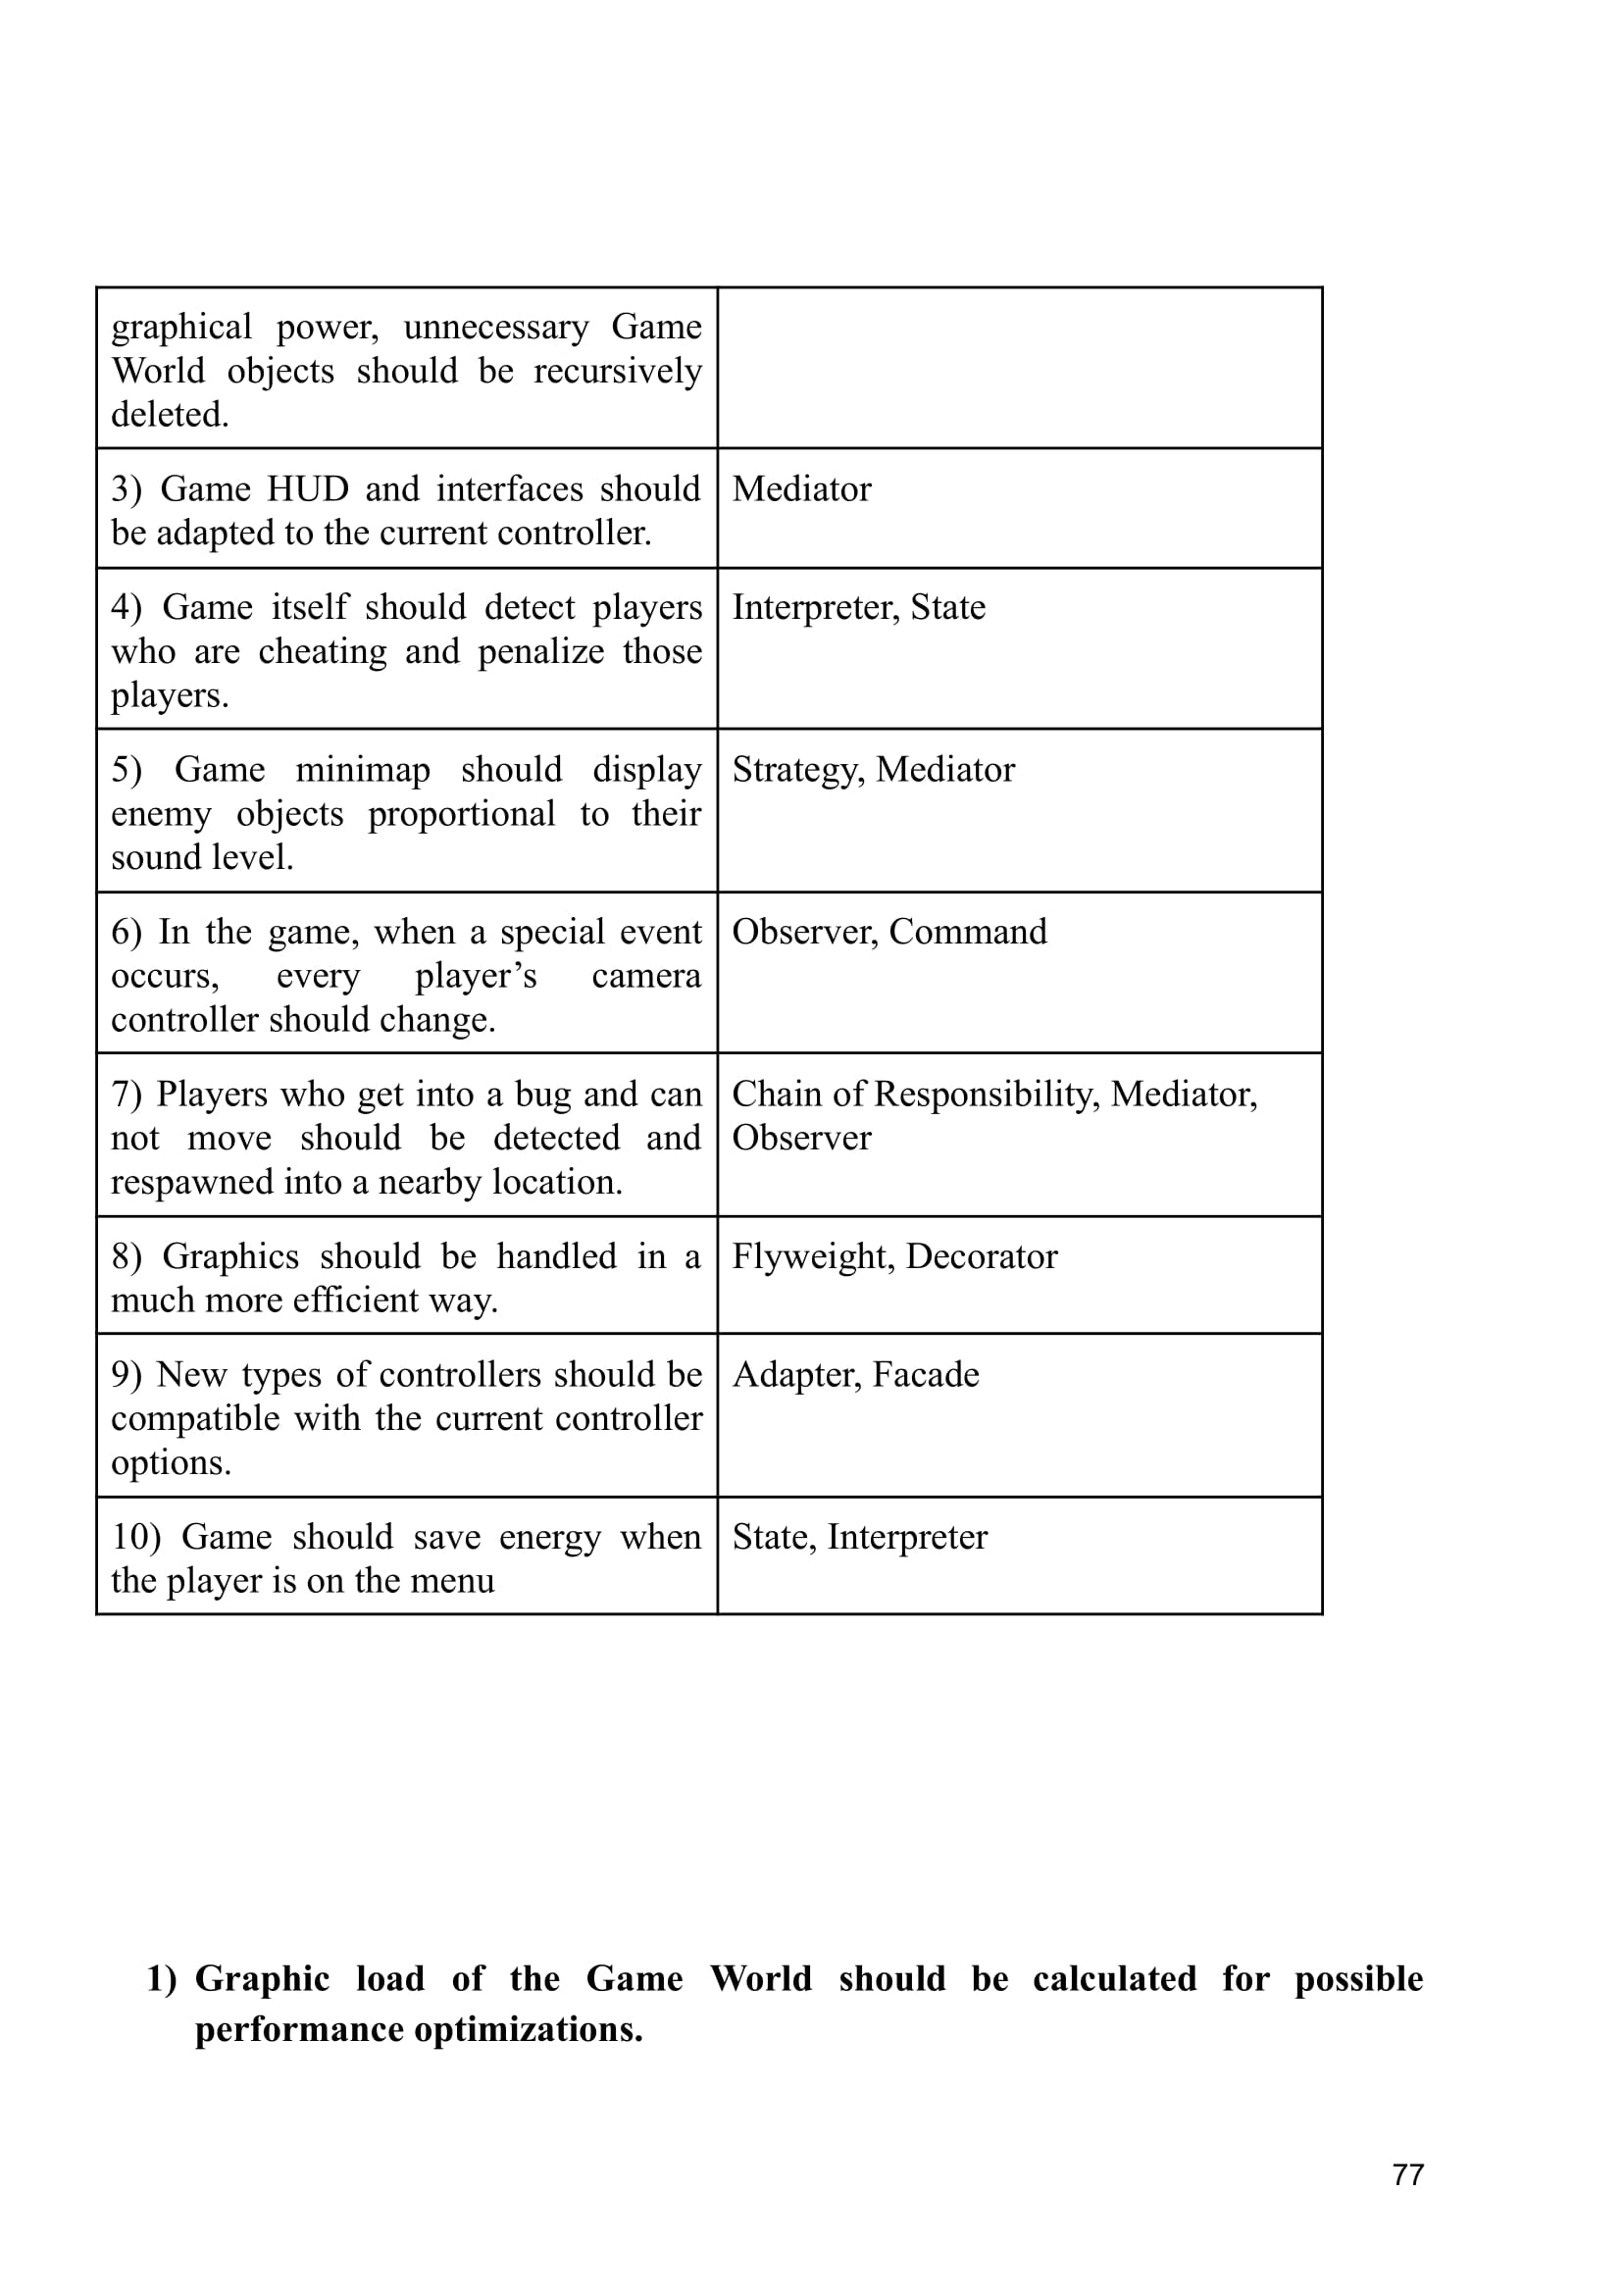 graphical power, unnecessary Game
World objects should be recursively
deleted.
3) Game HUD and interfaces should
be adapted to the current controller.
Mediator
4) Game itself should detect players
who are cheating and penalize those
players.
Interpreter, State
5) Game minimap should display
enemy objects proportional to their
sound level.
Strategy, Mediator
6) In the game, when a special event
occurs, every player’s camera
controller should change.
Observer, Command
7) Players who get into a bug and can
not move should be detected and
respawned into a nearby location.
Chain of Responsibility, Mediator,
Observer
8) Graphics should be handled in a
much more efficient way.
Flyweight, Decorator
9) New types of controllers should be
compatible with the current controller
options.
Adapter, Facade
10) Game should save energy when
the player is on the menu
State, Interpreter
1) Graphic load of the Game World should be calculated for possible
performance optimizations.
77